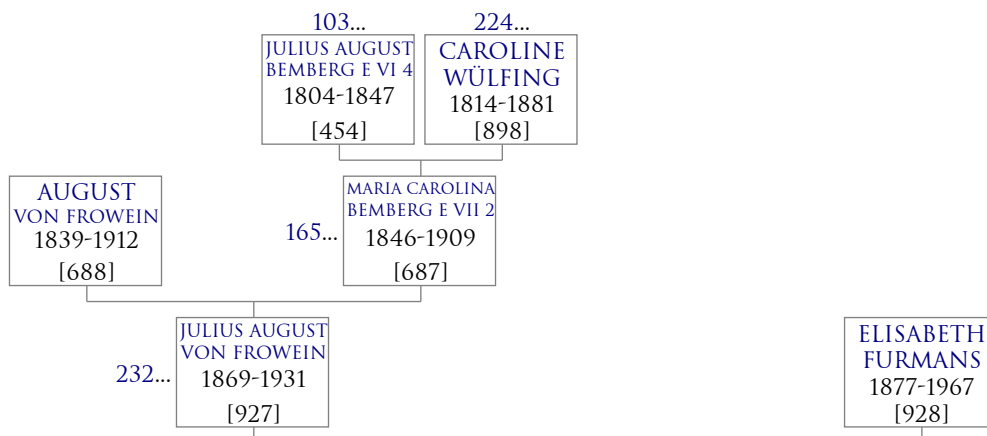 103...
JULIUS AUGUST
BEMBERG E VI 4
1804-1847
[454]
224...
CAROLINE
WÜLFING
1814-1881
[898]
AUGUST
VON FROWEIN
1839-1912
[688]
165...
MARIA CAROLINA
BEMBERG E VII 2
1846-1909
[687]
232...
JULIUS AUGUST
VON FROWEIN
1869-1931
[927]
ELISABETH
FURMANS
1877-1967
[928]